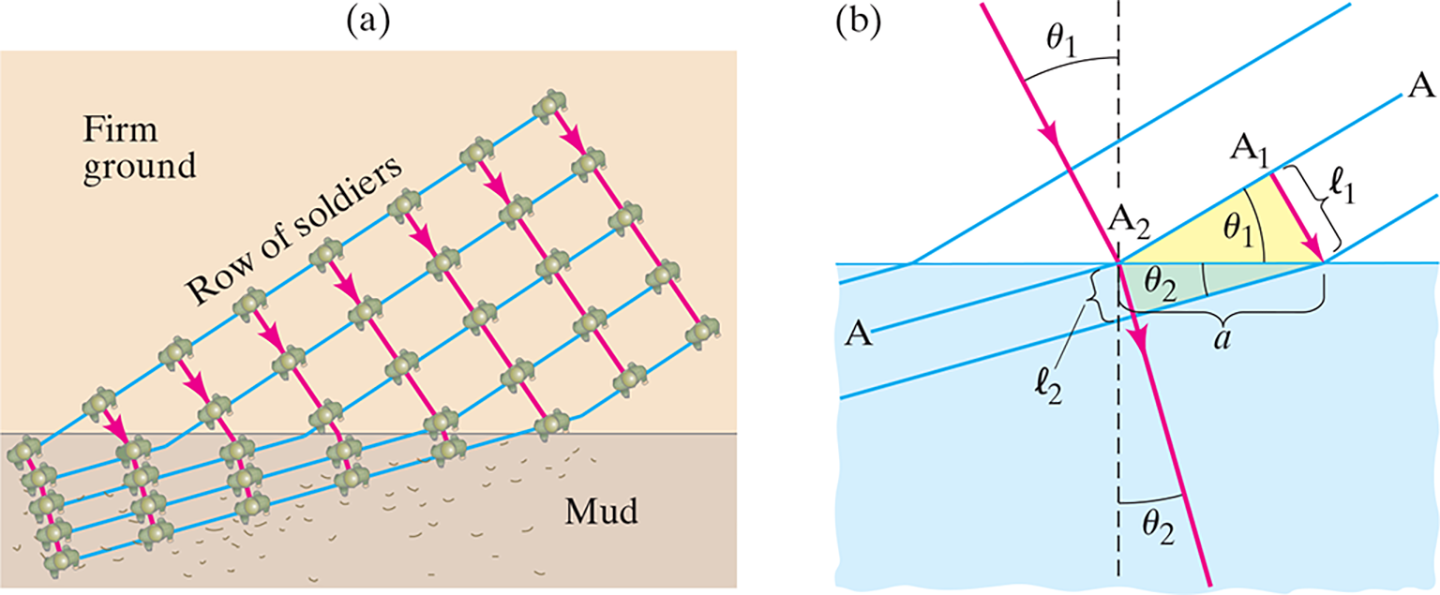 (a)
Firm
ground
Row of soldiers
Mud
(b)
θ₁
A
A₁
ℓ₁
A₂
θ₁
θ₂
A
a
ℓ₂
θ₂